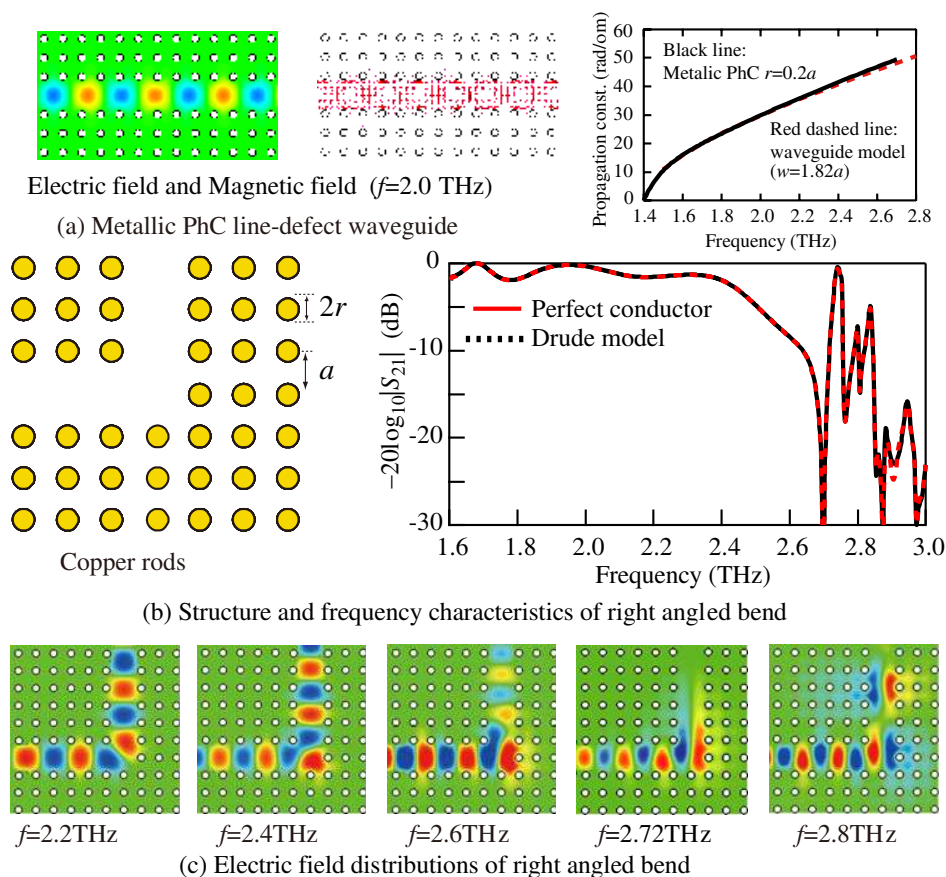 Electric field and Magnetic field (f=2.0 THz)
(a) Metallic PhC line-defect waveguide
Propagation const. (rad/om)
60
50
40
30
20
10
0
Black line:
Metalic PhC r=0.2a
Red dashed line:
waveguide model
(w=1.82a)
1.4 1.6 1.8 2.0 2.2 2.4 2.6 2.8
Frequency (THz)
2r
a
Copper rods
−20log10|S21| (dB)
0
-10
-20
-30
Perfect conductor
Drude model
1.6 1.8 2.0 2.2 2.4 2.6 2.8 3.0
Frequency (THz)
(b) Structure and frequency characteristics of right angled bend
f=2.2THz f=2.4THz f=2.6THz f=2.72THz f=2.8THz
(c) Electric field distributions of right angled bend